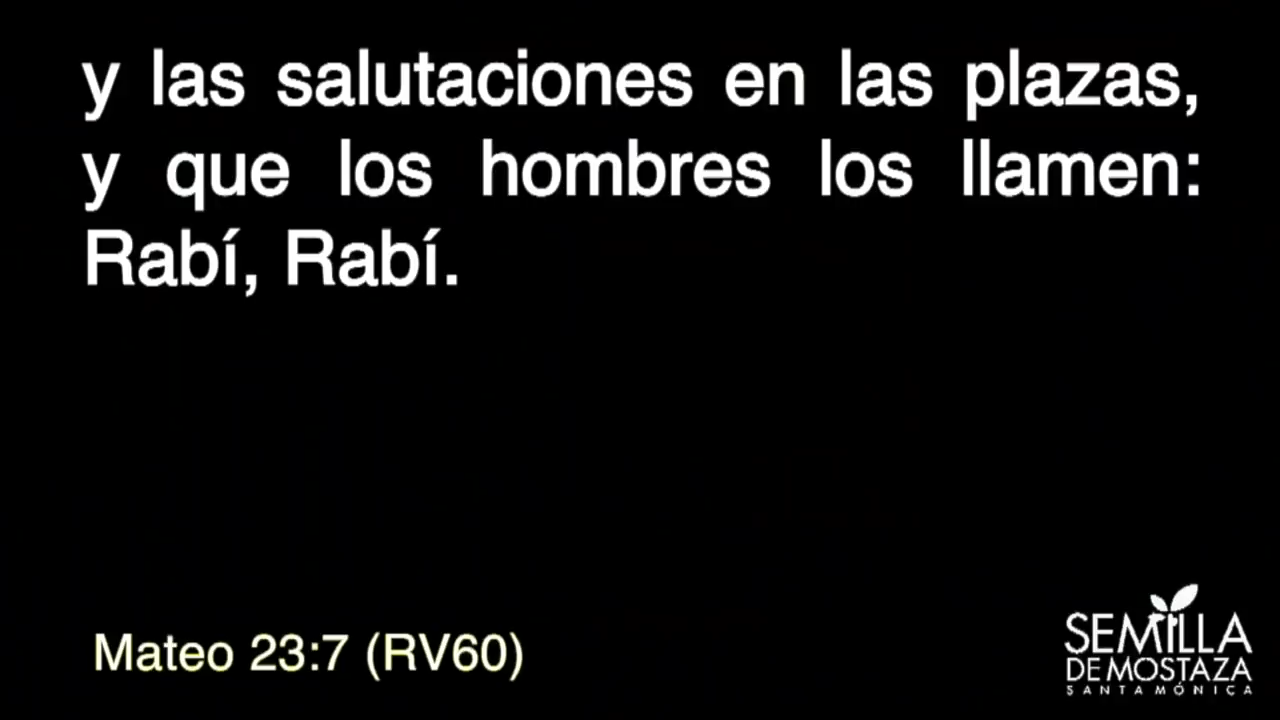 y las salutaciones en las plazas,
y que los hombres los llamen:
Rabí, Rabí.
Mateo 23:7 (RV60)
SEMILLA
DE MOSTAZA
SANTA MÓNICA